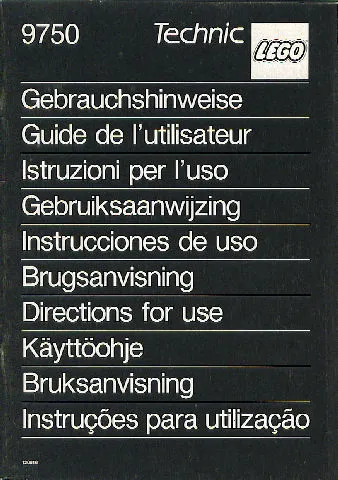 9750 Technic LEGO
Gebrauchshinweise
Guide de l'utilisateur
Istruzioni per l'uso
Gebruiksaanwijzing
Instrucciones de uso
Brugsanvisning
Directions for use
Käyttöohje
Bruksanvisning
Instruções para utilização